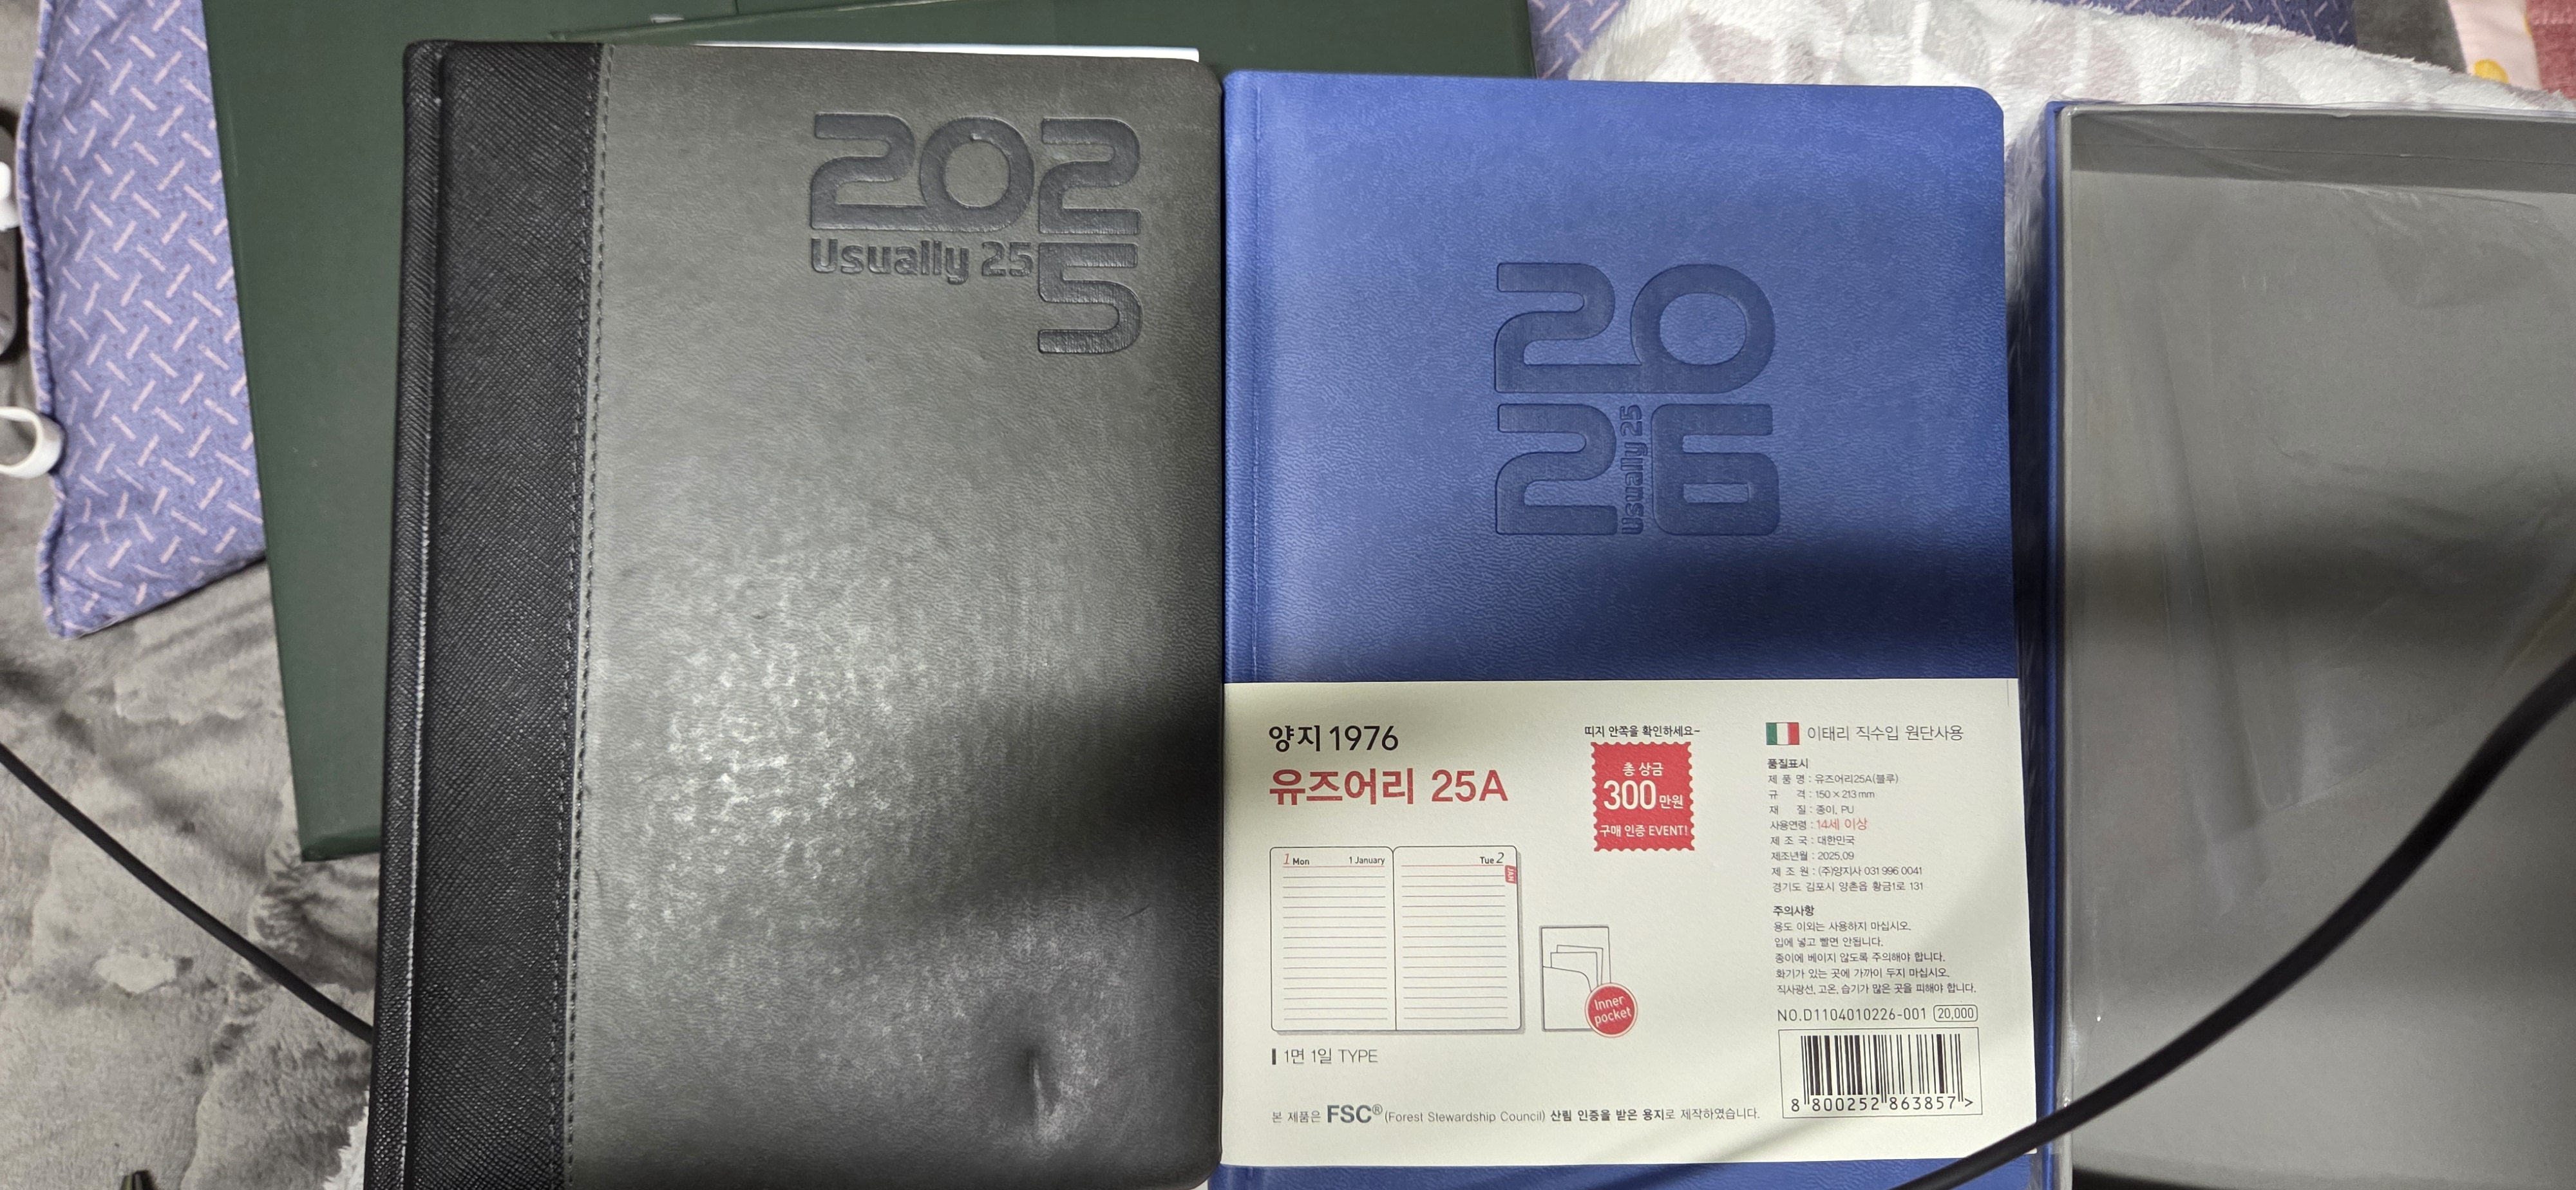 2025
Usually 25
20
26
Usually 25
양지 1976
유즈어리 25A
띠지 안쪽을 확인하세요~
총 상금
300만원
구매 인증 EVENT!
1 Mon
1 January
Tue 2
JAN
Inner
pocket
1면 1일 TYPE
본 제품은 FSC® (Forest Stewardship Council) 산림 인증을 받은 용지로 제작하였습니다.
이태리 직수입 원단사용
품질표시
제 품 명 : 유즈어리25A(블루)
규 격 : 150 × 213 mm
재 질 : 종이, PU
사용연령 : 14세 이상
제 조 국 : 대한민국
제조년월 : 2025.09
제 조 원 : (주)양지사 031 996 0041
경기도 김포시 양촌읍 황금1로 131
주의사항
용도 이외는 사용하지 마십시오.
입에 넣고 빨면 안됩니다.
종이에 베이지 않도록 주의해야 합니다.
화기가 있는 곳에 가까이 두지 마십시오.
직사광선, 고온, 습기가 많은 곳을 피해야 합니다.
NO.D1104010226-001 20,000
8 800252 863857 >